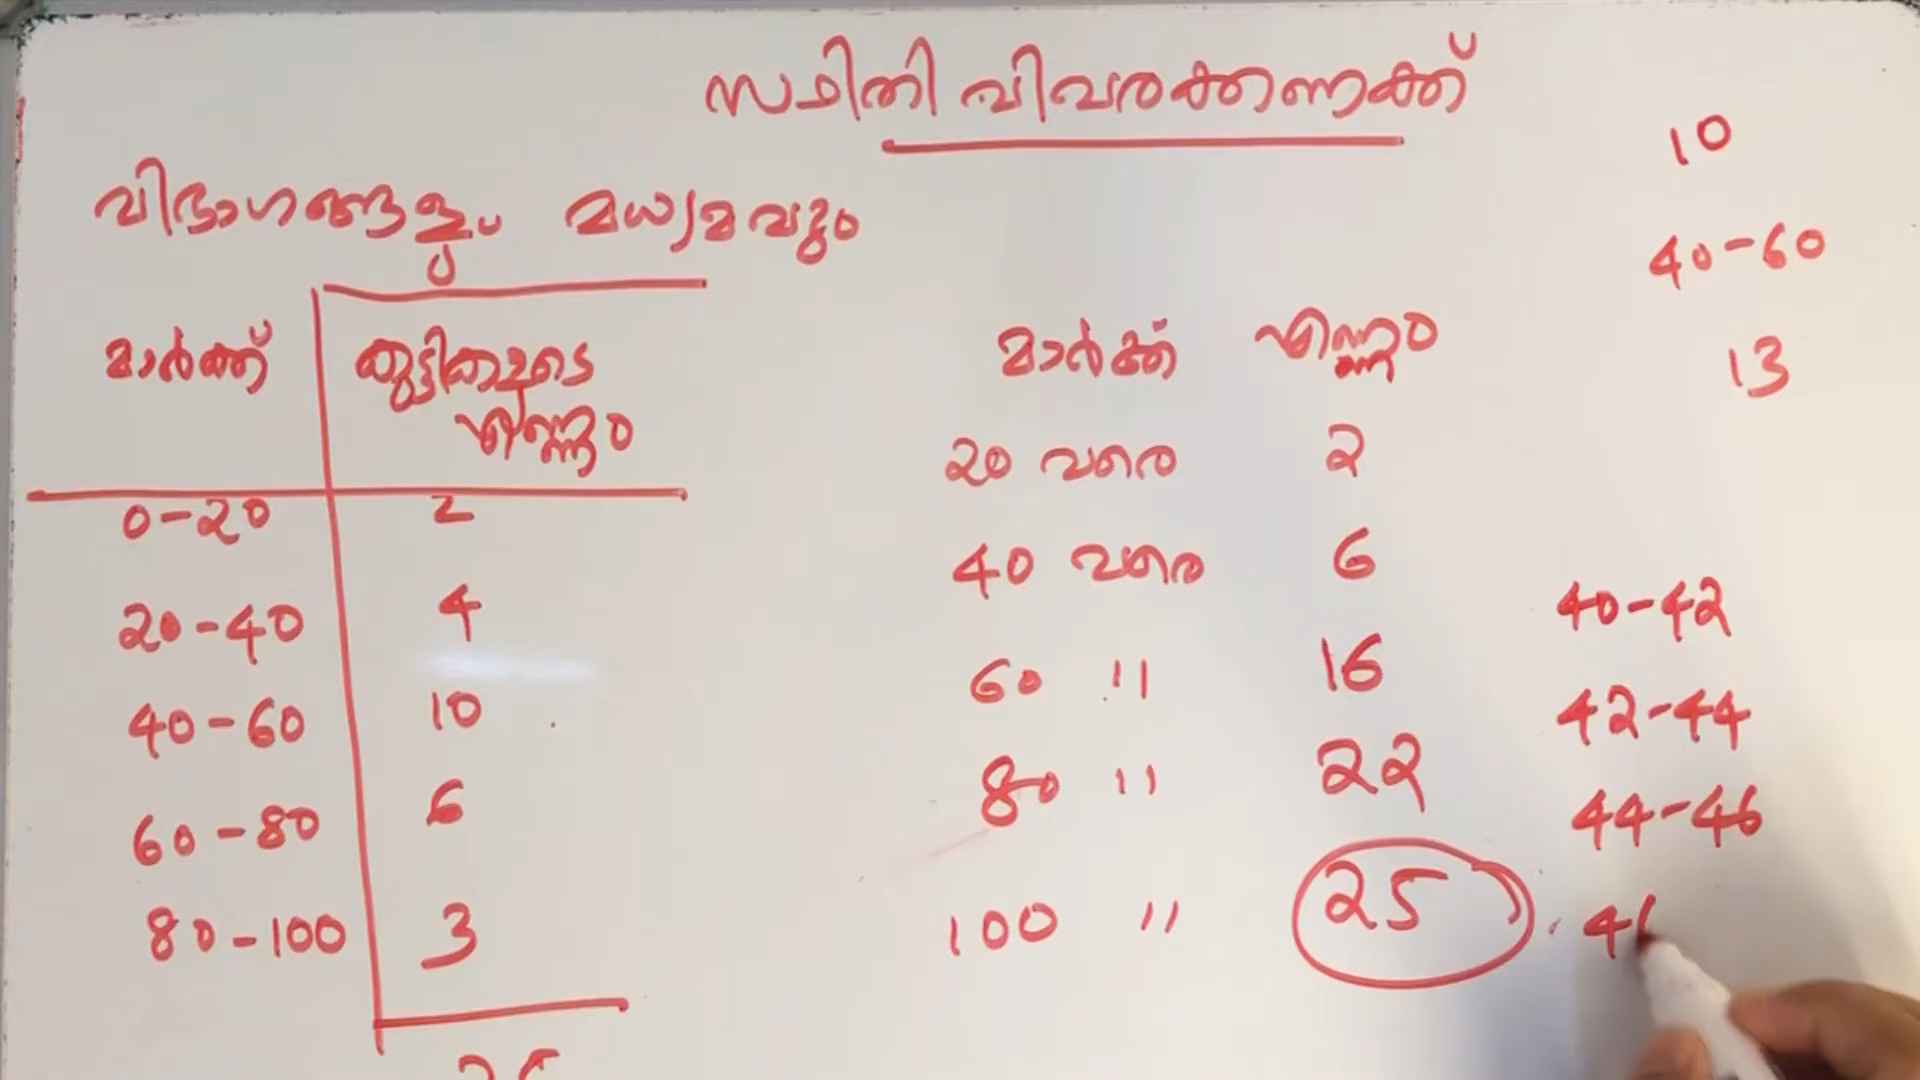 സ്ഥിതി വിവരക്കണക്ക്
വിഭാഗങ്ങളും മധ്യമവും
മാർക്ക് കുട്ടികളുടെ എണ്ണം
0-20 2
20-40 4
40-60 10
60-80 6
80-100 3
25
മാർക്ക് എണ്ണം
20 വരെ 2
40 വരെ 6
60 " 16
80 " 22
100 " 25
10
40-60
13
40-42
42-44
44-46